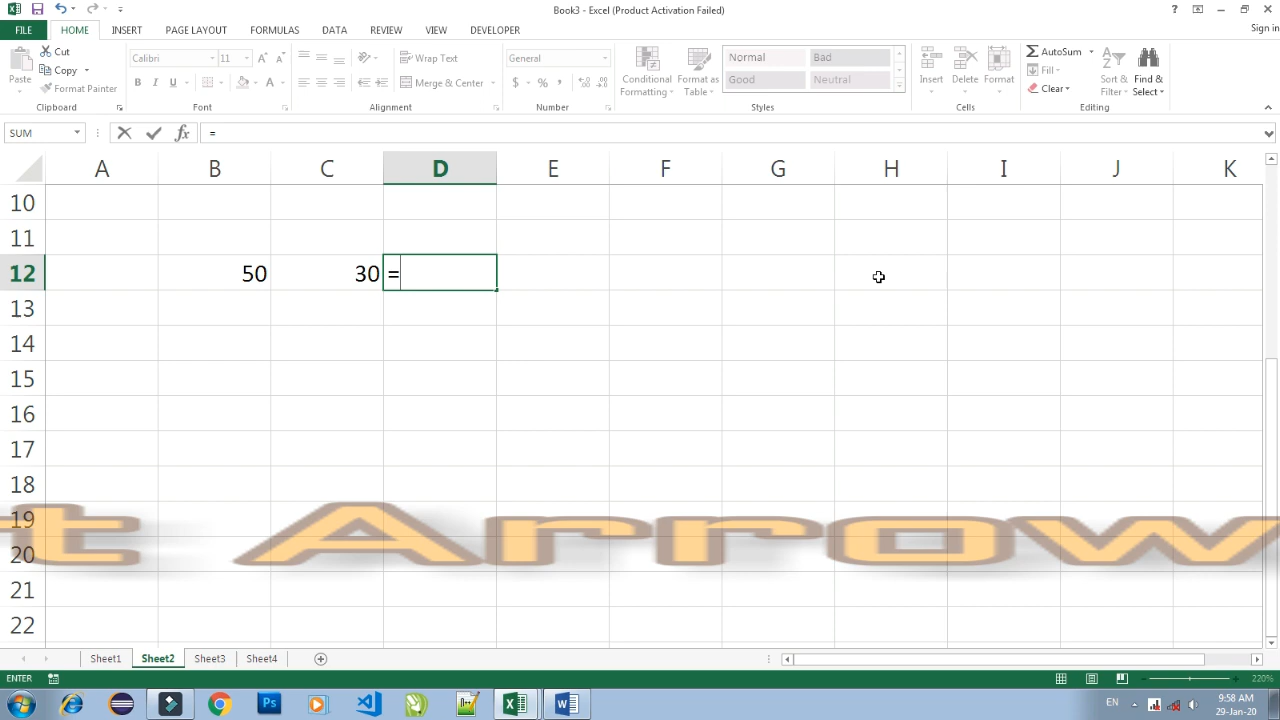 Book3 - Excel (Product Activation Failed)
?
FILE HOME INSERT PAGE LAYOUT FORMULAS DATA REVIEW VIEW DEVELOPER Sign in
Paste
Cut
Copy
Format Painter
Clipboard
Calibri 11
B I U
Font
Wrap Text
Merge & Center
Alignment
General
$ % ,
Number
Conditional Formatting
Format as Table
Normal Bad
Good Neutral
Styles
Insert Delete Format
Cells
AutoSum
Fill
Clear
Sort & Filter
Find & Select
Editing
SUM fx =
A B C D E F G H I J K
10
11
12 50 30 =
13
14
15
16
17
18
19
20
21
22
t Arrow
Sheet1 Sheet2 Sheet3 Sheet4
ENTER 220%
Ps
EN 9:58 AM
29-Jan-20